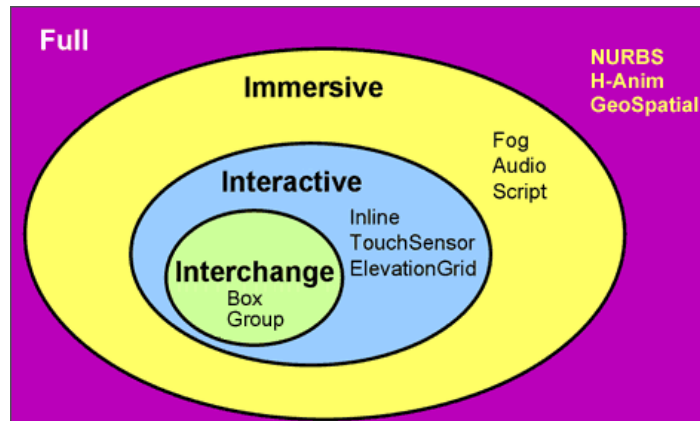 Full
NURBS
H-Anim
GeoSpatial
Immersive
Fog
Audio
Script
Interactive
Inline
TouchSensor
ElevationGrid
Interchange
Box
Group